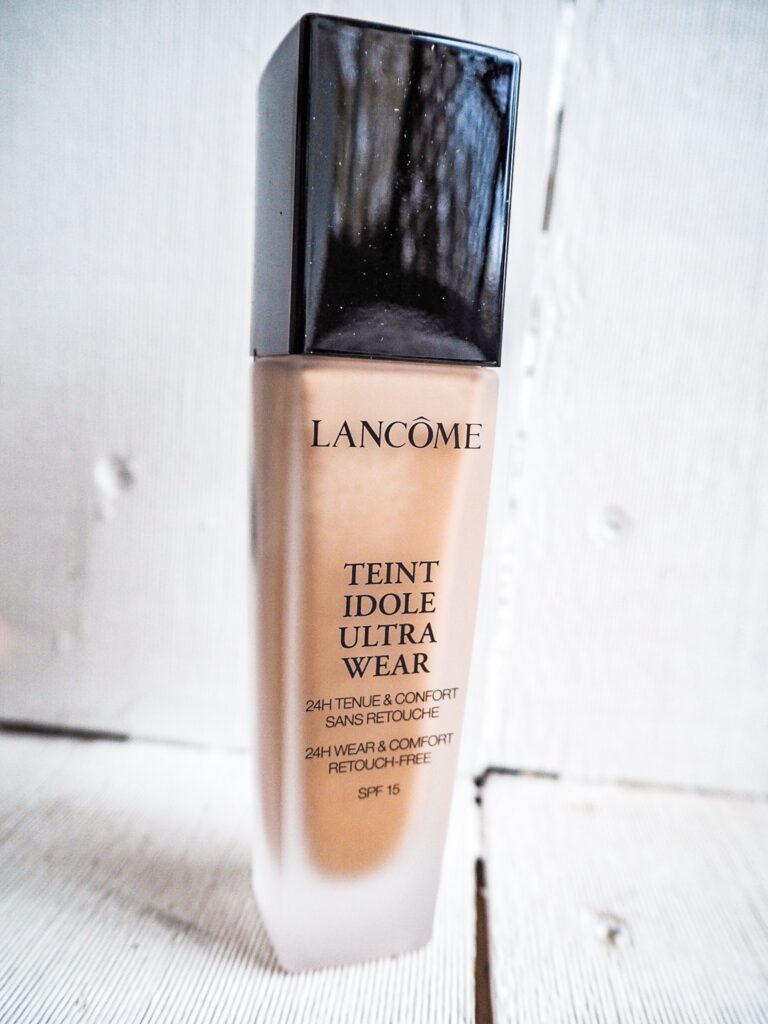 LANCÔME
TEINT
IDOLE
ULTRA
WEAR
24H TENUE & CONFORT
SANS RETOUCHE
24H WEAR & COMFORT
RETOUCH-FREE
SPF 15